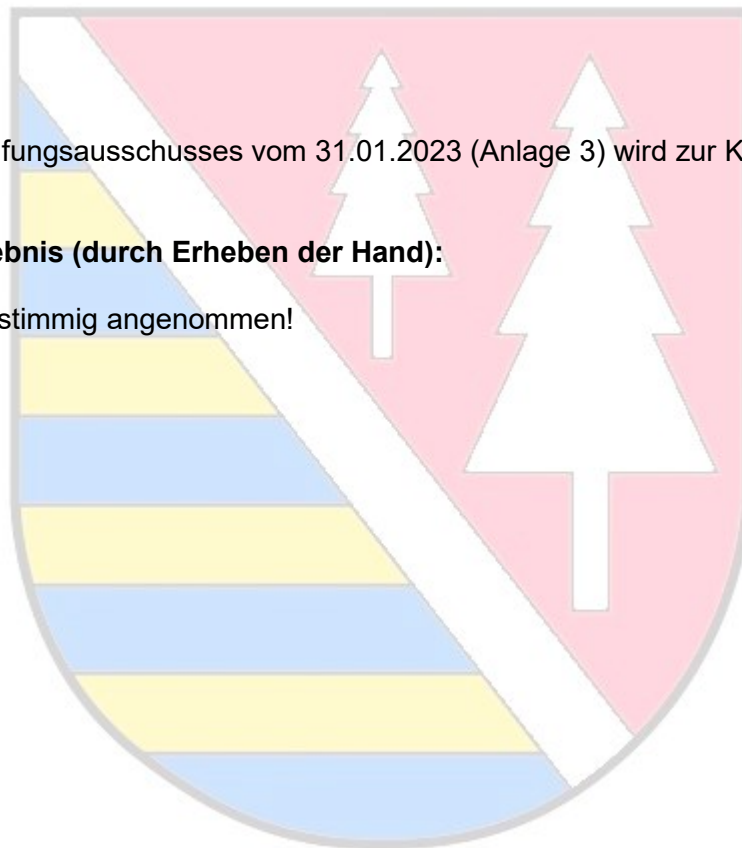 fungsausschusses vom 31.01.2023 (Anlage 3) wird zur K
ebnis (durch Erheben der Hand):
stimmig angenommen!